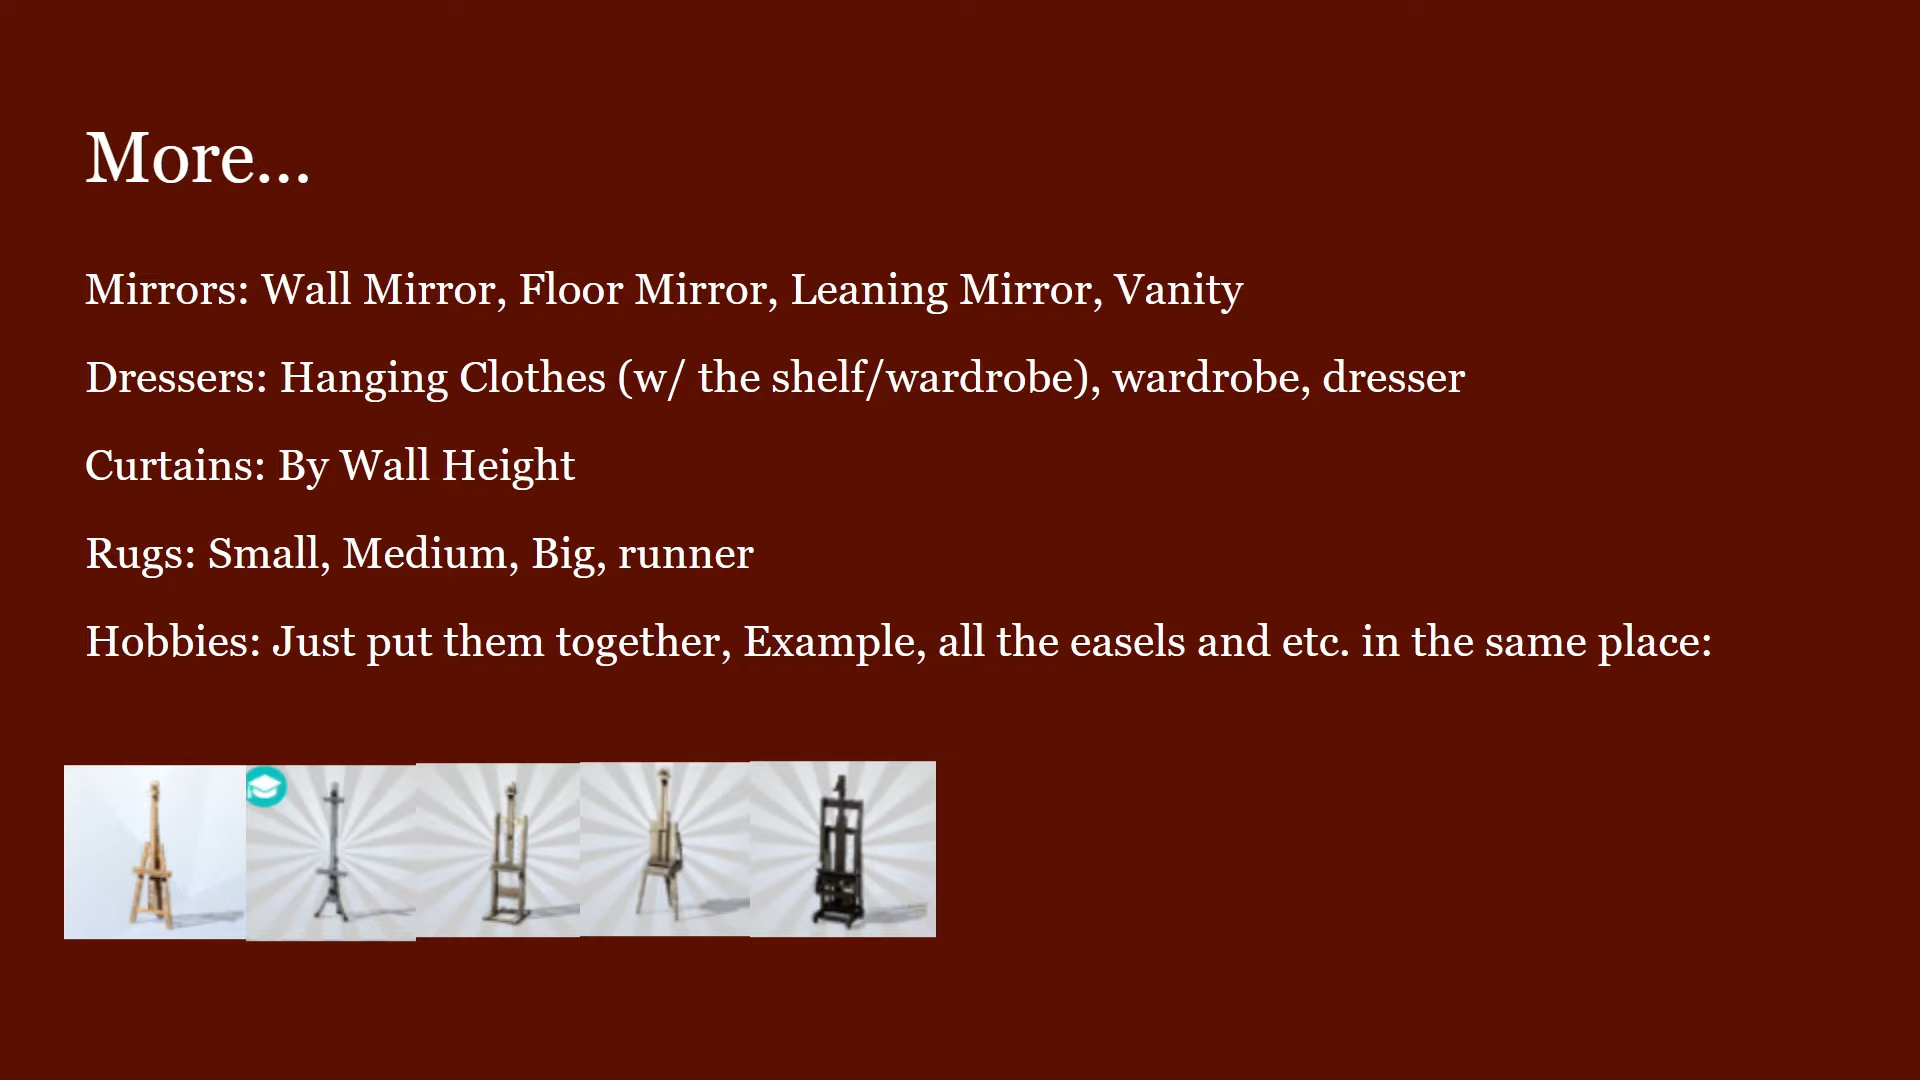 More...
Mirrors: Wall Mirror, Floor Mirror, Leaning Mirror, Vanity
Dressers: Hanging Clothes (w/ the shelf/wardrobe), wardrobe, dresser
Curtains: By Wall Height
Rugs: Small, Medium, Big, runner
Hobbies: Just put them together, Example, all the easels and etc. in the same place: